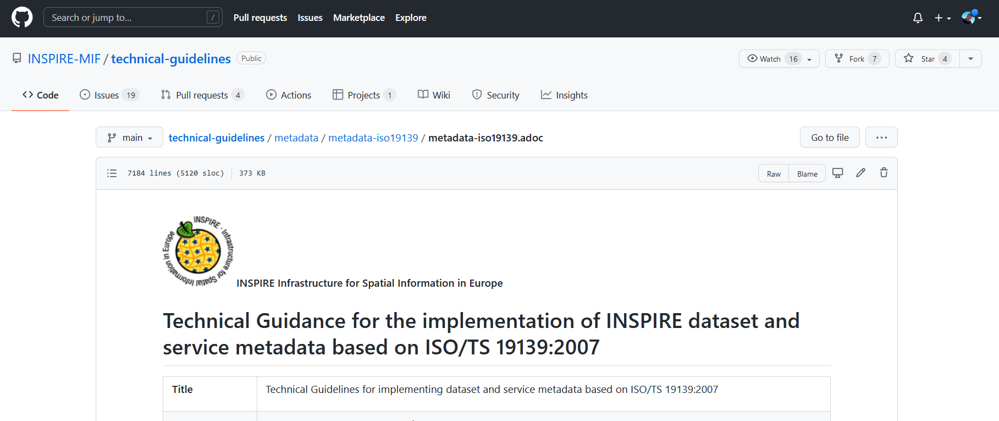 Search or jump to... /
Pull requests Issues Marketplace Explore
INSPIRE-MIF / technical-guidelines Public
Watch 16 Fork 7 Star 4
Code Issues 19 Pull requests 4 Actions Projects 1 Wiki Security Insights
main technical-guidelines / metadata / metadata-iso19139 / metadata-iso19139.adoc
Go to file ...
7184 lines (5120 sloc) 373 KB
Raw Blame
INSPIRE - Infrastructure for Spatial Information in Europe
INSPIRE Infrastructure for Spatial Information in Europe
Technical Guidance for the implementation of INSPIRE dataset and
service metadata based on ISO/TS 19139:2007
Title Technical Guidelines for implementing dataset and service metadata based on ISO/TS 19139:2007